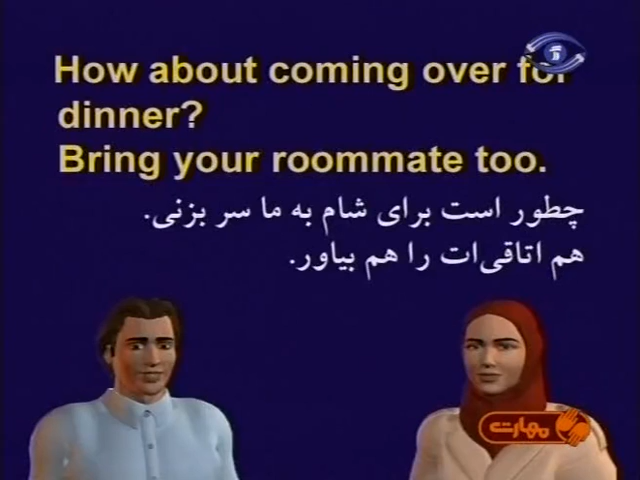 How about coming over for
dinner?
Bring your roommate too.
چطور است برای شام به ما سر بزنی.
هم اتاقی‌ات را هم بیاور.
مهارت